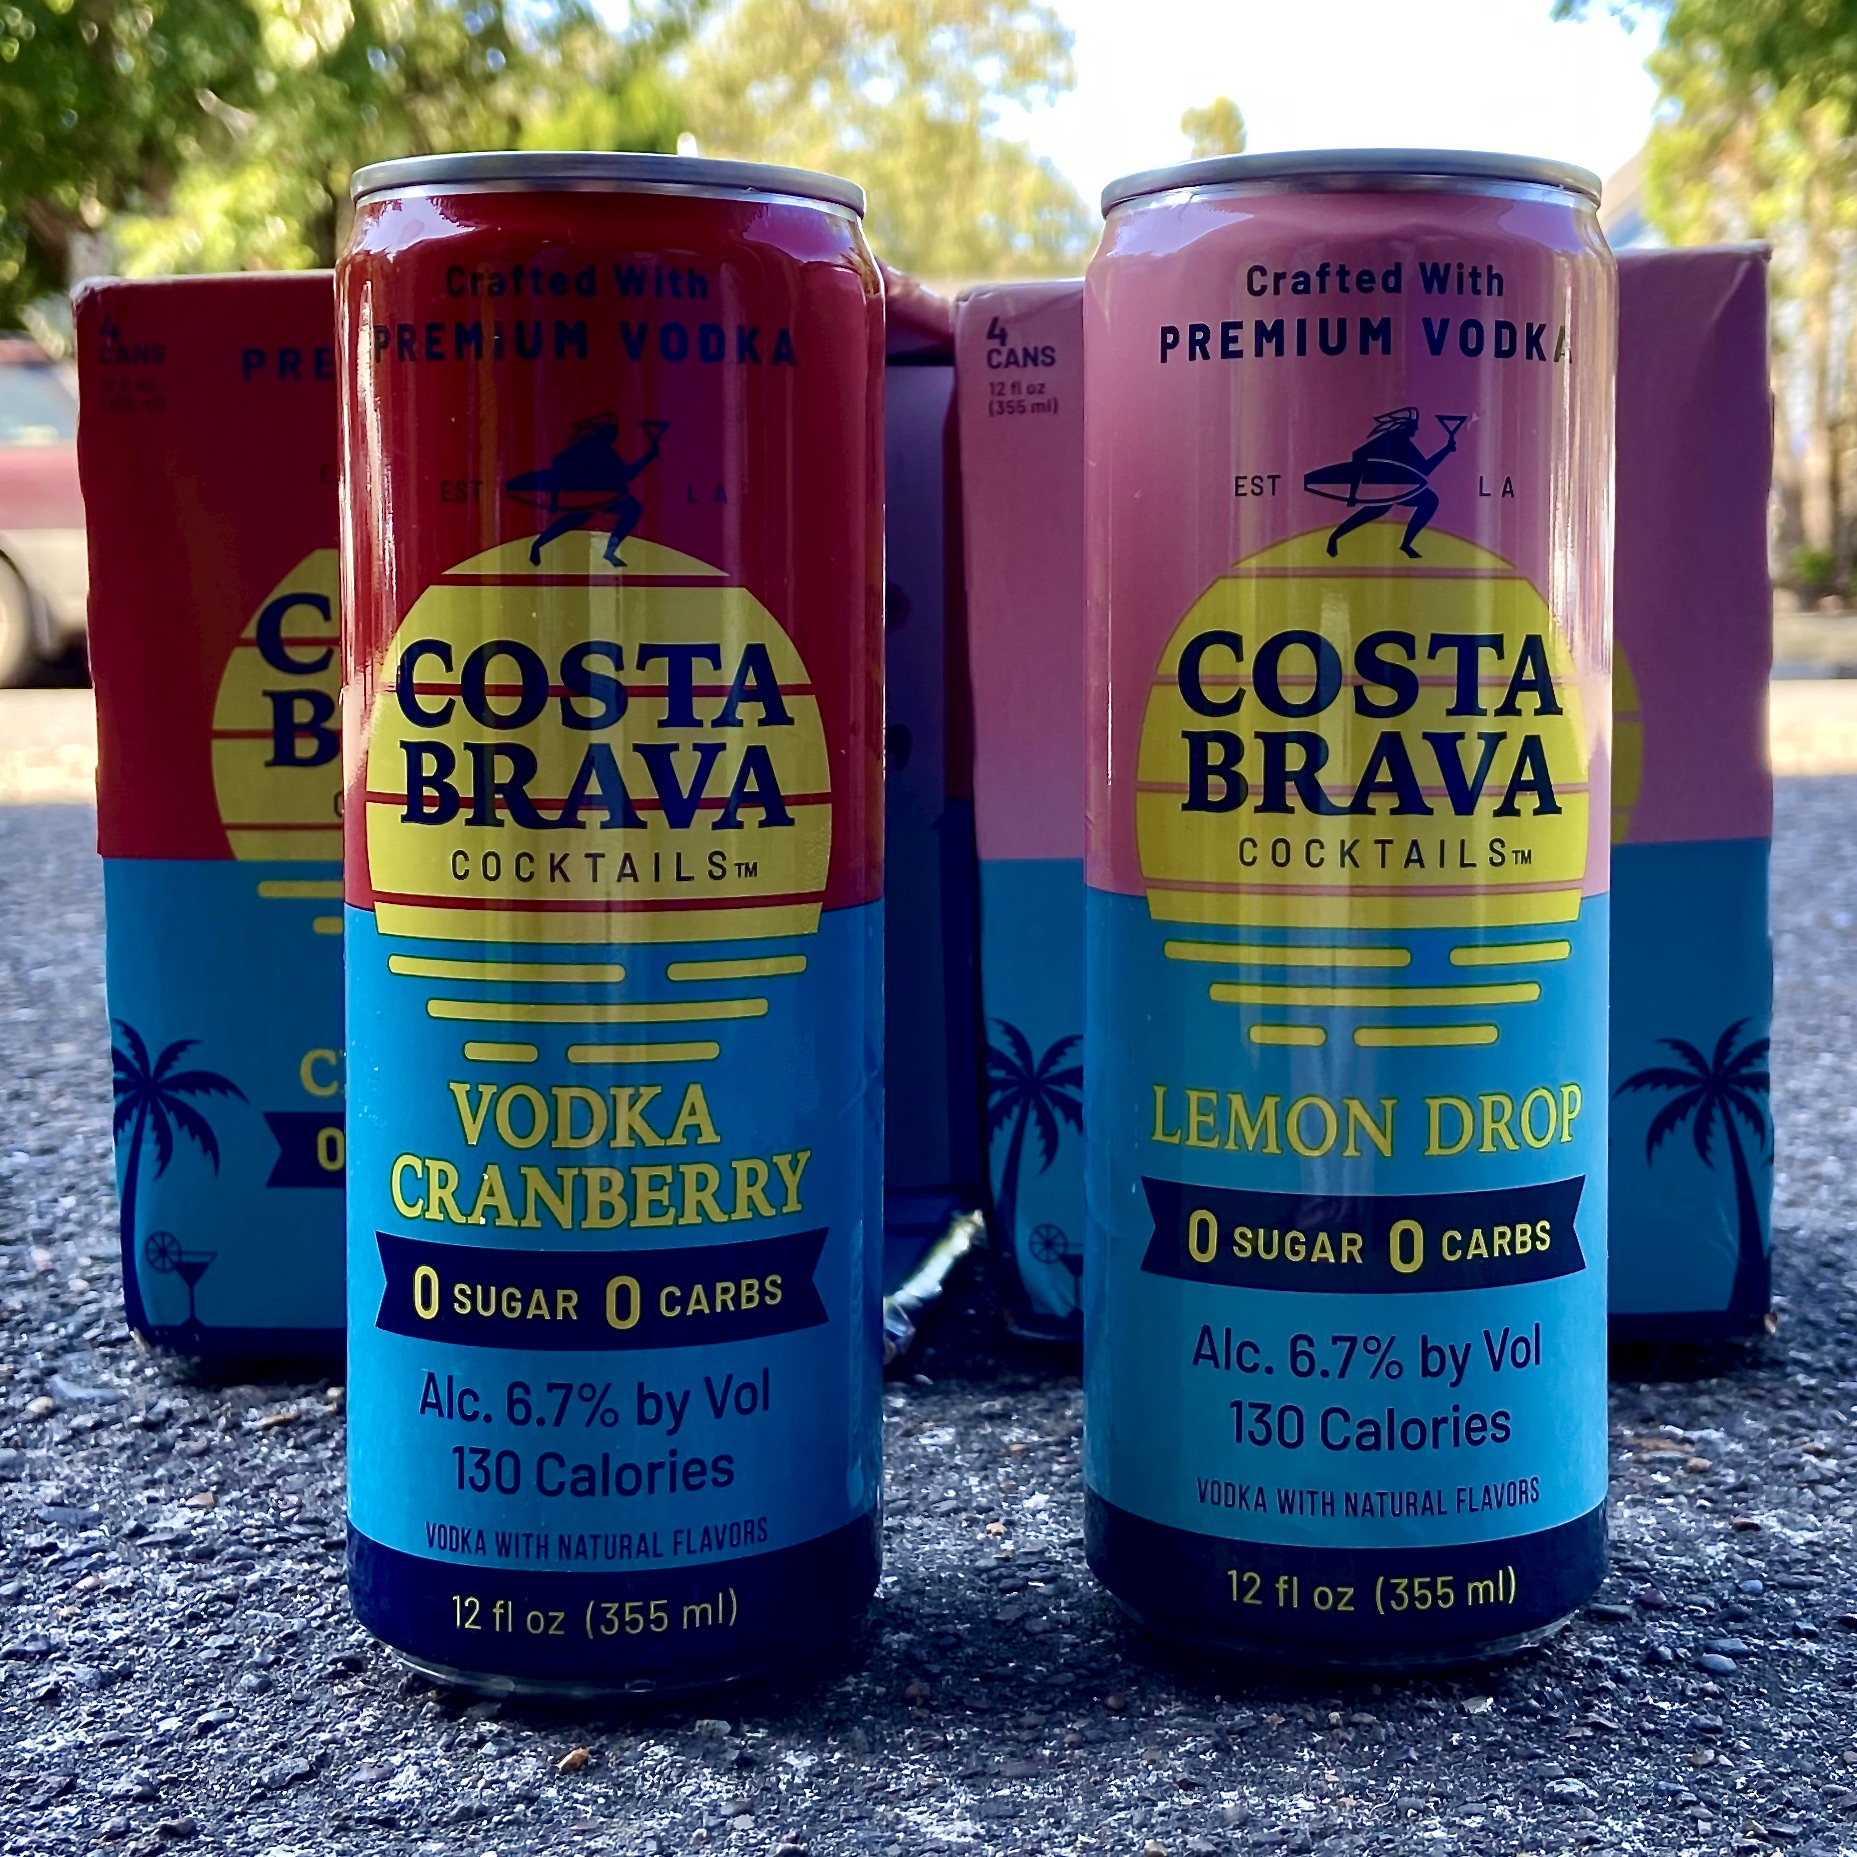 Crafted With
PREMIUM VODKA
EST LA
COSTA
BRAVA
COCKTAILS™
VODKA
CRANBERRY
0 SUGAR 0 CARBS
Alc. 6.7% by Vol
130 Calories
VODKA WITH NATURAL FLAVORS
12 fl oz (355 ml)
Crafted With
PREMIUM VODKA
EST LA
COSTA
BRAVA
COCKTAILS™
LEMON DROP
0 SUGAR 0 CARBS
Alc. 6.7% by Vol
130 Calories
VODKA WITH NATURAL FLAVORS
12 fl oz (355 ml)
4
CANS
4
CANS
12 fl oz
(355 ml)